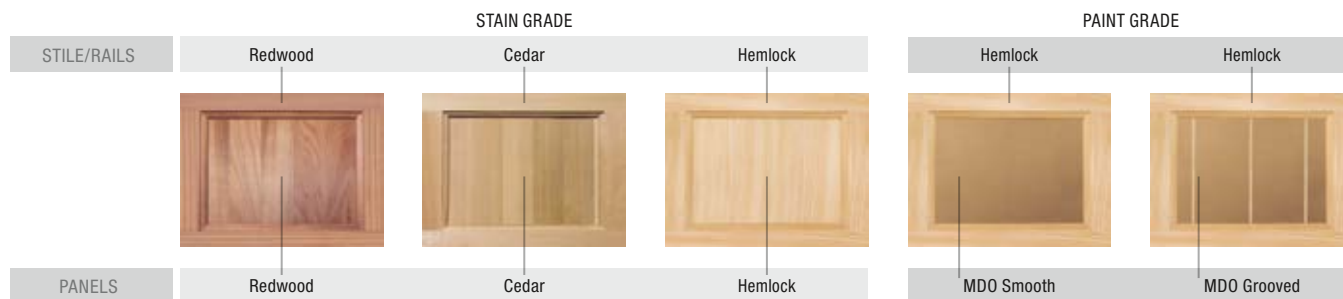 STAIN GRADE PAINT GRADE
STILE/RAILS Redwood Cedar Hemlock Hemlock Hemlock
PANELS Redwood Cedar Hemlock MDO Smooth MDO Grooved